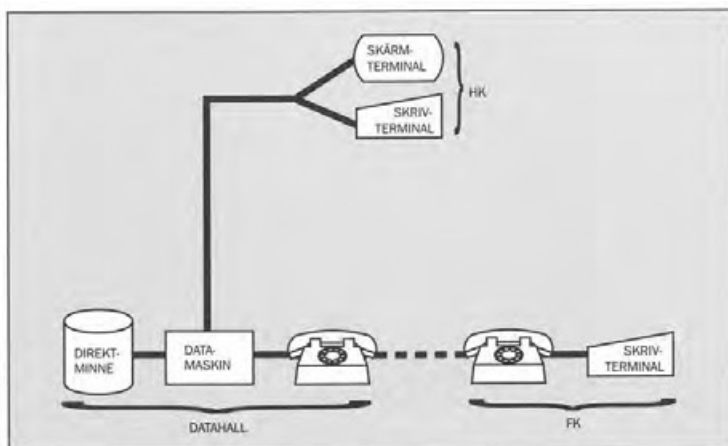 SKÄRM-
TERMINAL
SKRIV-
TERMINAL
HK
DIREKT-
MINNE
DATA-
MASKIN
SKRIV-
TERMINAL
DATAHALL
FK